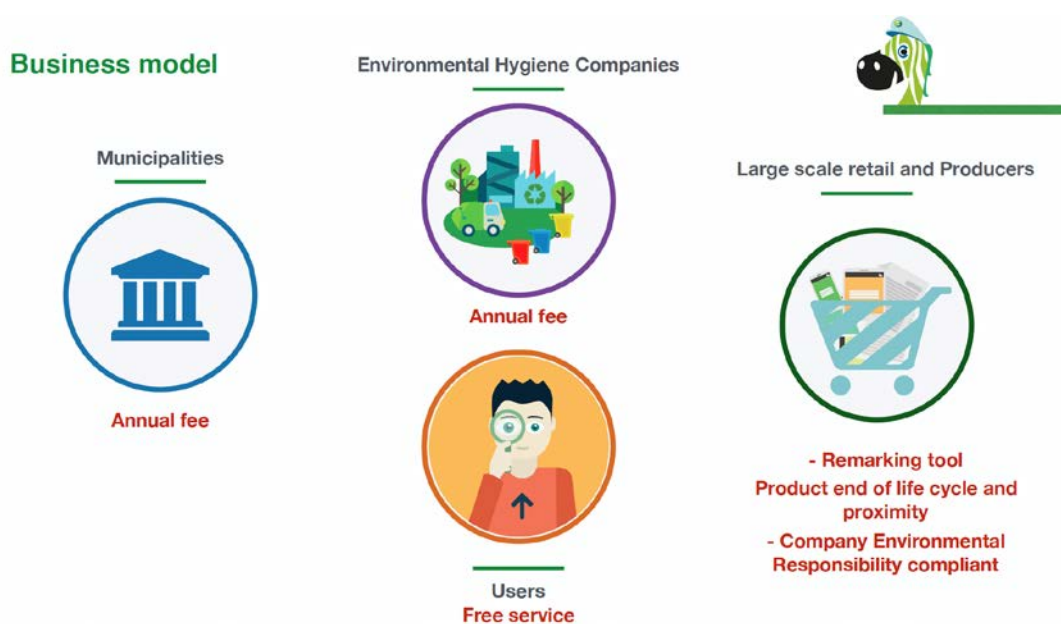 Business model
Municipalities
Annual fee
Environmental Hygiene Companies
Annual fee
Users
Free service
Large scale retail and Producers
- Remarking tool
Product end of life cycle and
proximity
- Company Environmental
Responsibility compliant